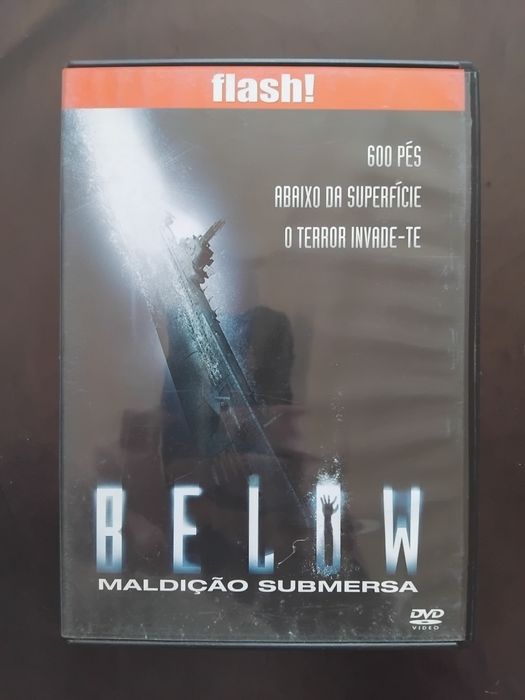 flash!
600 PÉS
ABAIXO DA SUPERFÍCIE
O TERROR INVADE-TE
BELOW
MALDIÇÃO SUBMERSA
DVD
VIDEO